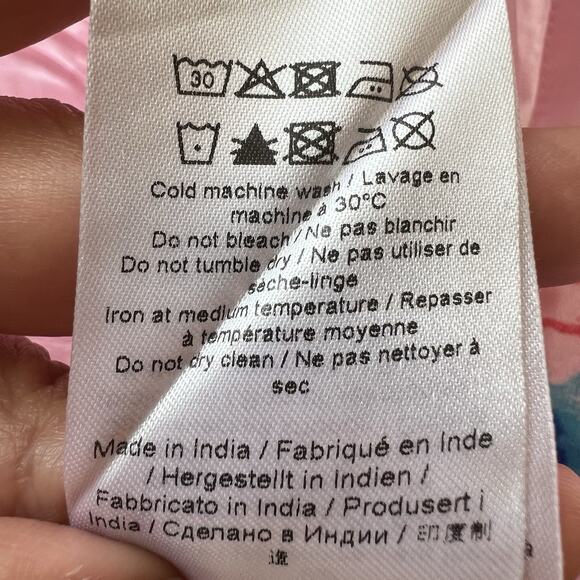 30
Cold machine wash / Lavage en
machine à 30°C
Do not bleach / Ne pas blanchir
Do not tumble dry / Ne pas utiliser de
sèche-linge
Iron at medium temperature / Repasser
à température moyenne
Do not dry clean / Ne pas nettoyer à
sec
Made in India / Fabriqué en Inde
/ Hergestellt in Indien /
Fabbricato in India / Produsert i
India / Сделано в Индии / 印度制
造